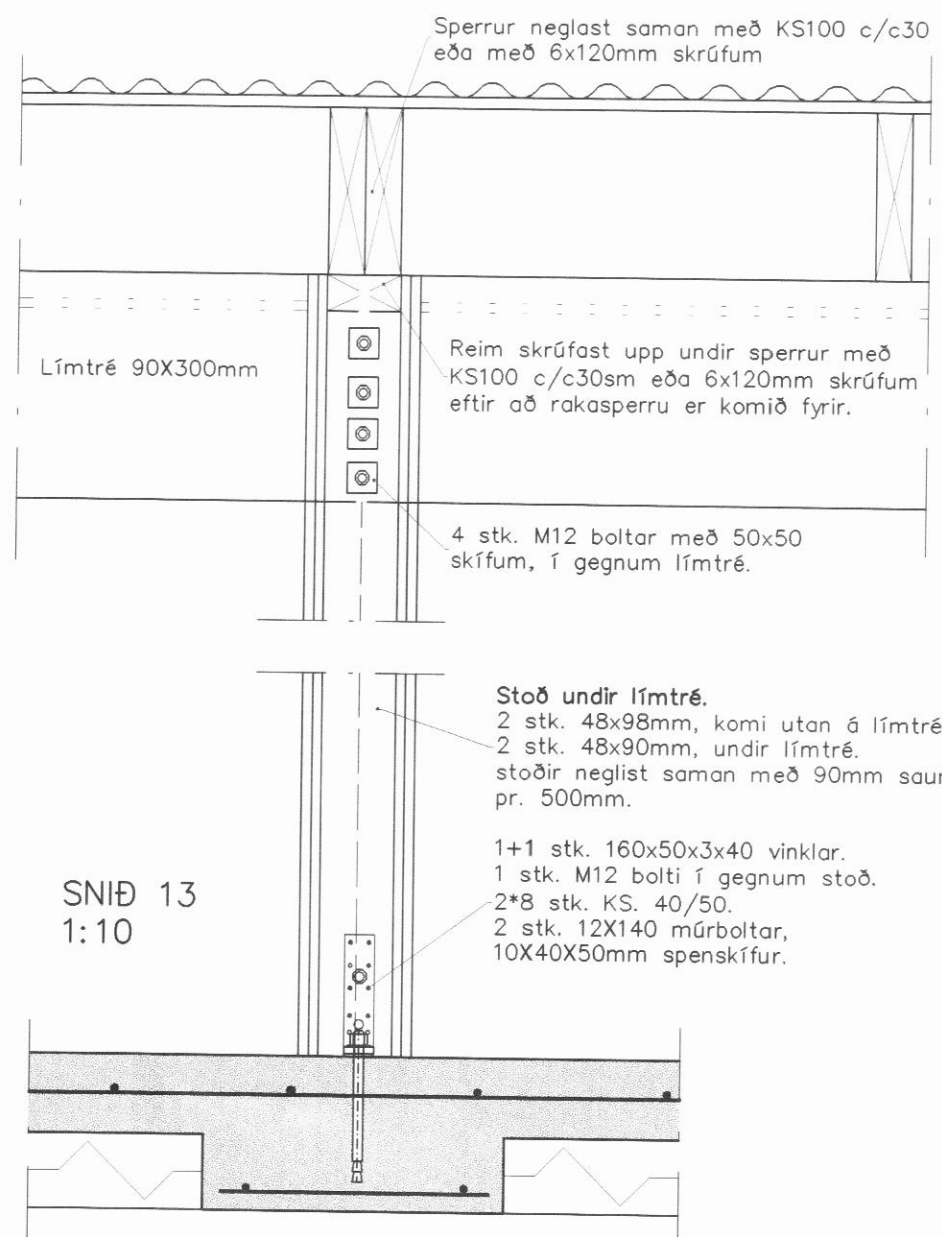 Sperrur neglast saman með KS100 c/c30
eða með 6x120mm skrúfum
Límtré 90X300mm
Reim skrúfast upp undir sperrur með
KS100 c/c30sm eða 6x120mm skrúfum
eftir að rakasperru er komið fyrir.
4 stk. M12 boltar með 50x50
skífum, í gegnum límtré.
Stoð undir límtré.
2 stk. 48x98mm, komi utan á límtré
2 stk. 48x90mm, undir límtré.
stoðir neglist saman með 90mm saum
pr. 500mm.
1+1 stk. 160x50x3x40 vinklar.
1 stk. M12 bolti í gegnum stoð.
2*8 stk. KS. 40/50.
2 stk. 12X140 múrboltar,
10X40X50mm spenskífur.
SNIÐ 13
1:10